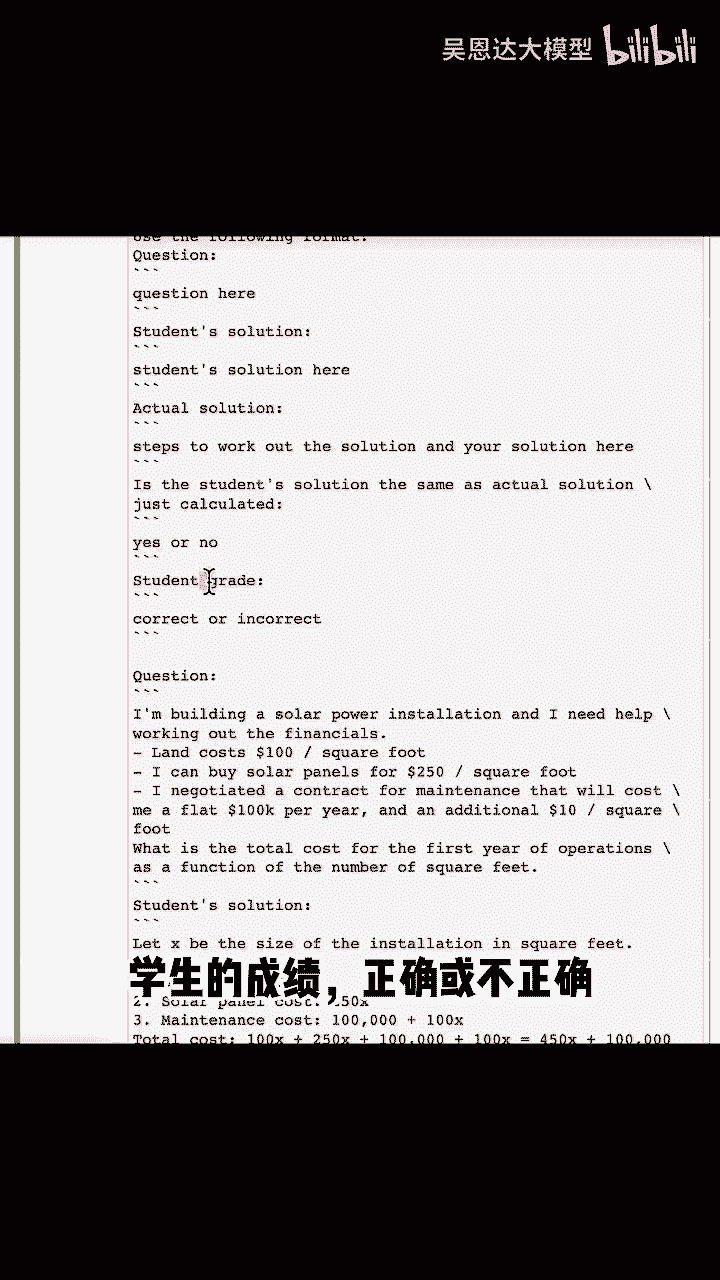 吴恩达大模型 bilibili
use the following format:
Question:
```
question here
```
Student's solution:
```
student's solution here
```
Actual solution:
```
steps to work out the solution and your solution here
```
Is the student's solution the same as actual solution \
just calculated:
```
yes or no
```
Student grade:
```
correct or incorrect
```
Question:
```
I'm building a solar power installation and I need help \
working out the financials.
- Land costs $100 / square foot
- I can buy solar panels for $250 / square foot
- I negotiated a contract for maintenance that will cost \
me a flat $100k per year, and an additional $10 / square \
foot
What is the total cost for the first year of operations \
as a function of the number of square feet.
```
Student's solution:
```
Let x be the size of the installation in square feet.
学生的成绩，正确或不正确
2. Solar panel cost: 250x
3. Maintenance cost: 100,000 + 100x
Total cost: 100x + 250x + 100,000 + 100x = 450x + 100,000